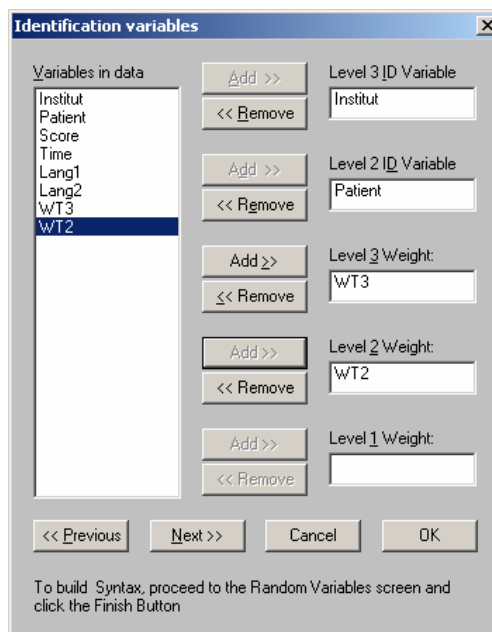 Identification variables
Variables in data
Institut
Patient
Score
Time
Lang1
Lang2
WT3
WT2
Add >>
<< Remove
Level 3 ID Variable
Institut
Add >>
<< Remove
Level 2 ID Variable
Patient
Add >>
<< Remove
Level 3 Weight:
WT3
Add >>
<< Remove
Level 2 Weight:
WT2
Add >>
<< Remove
Level 1 Weight:
<< Previous
Next >>
Cancel
OK
To build Syntax, proceed to the Random Variables screen and
click the Finish Button